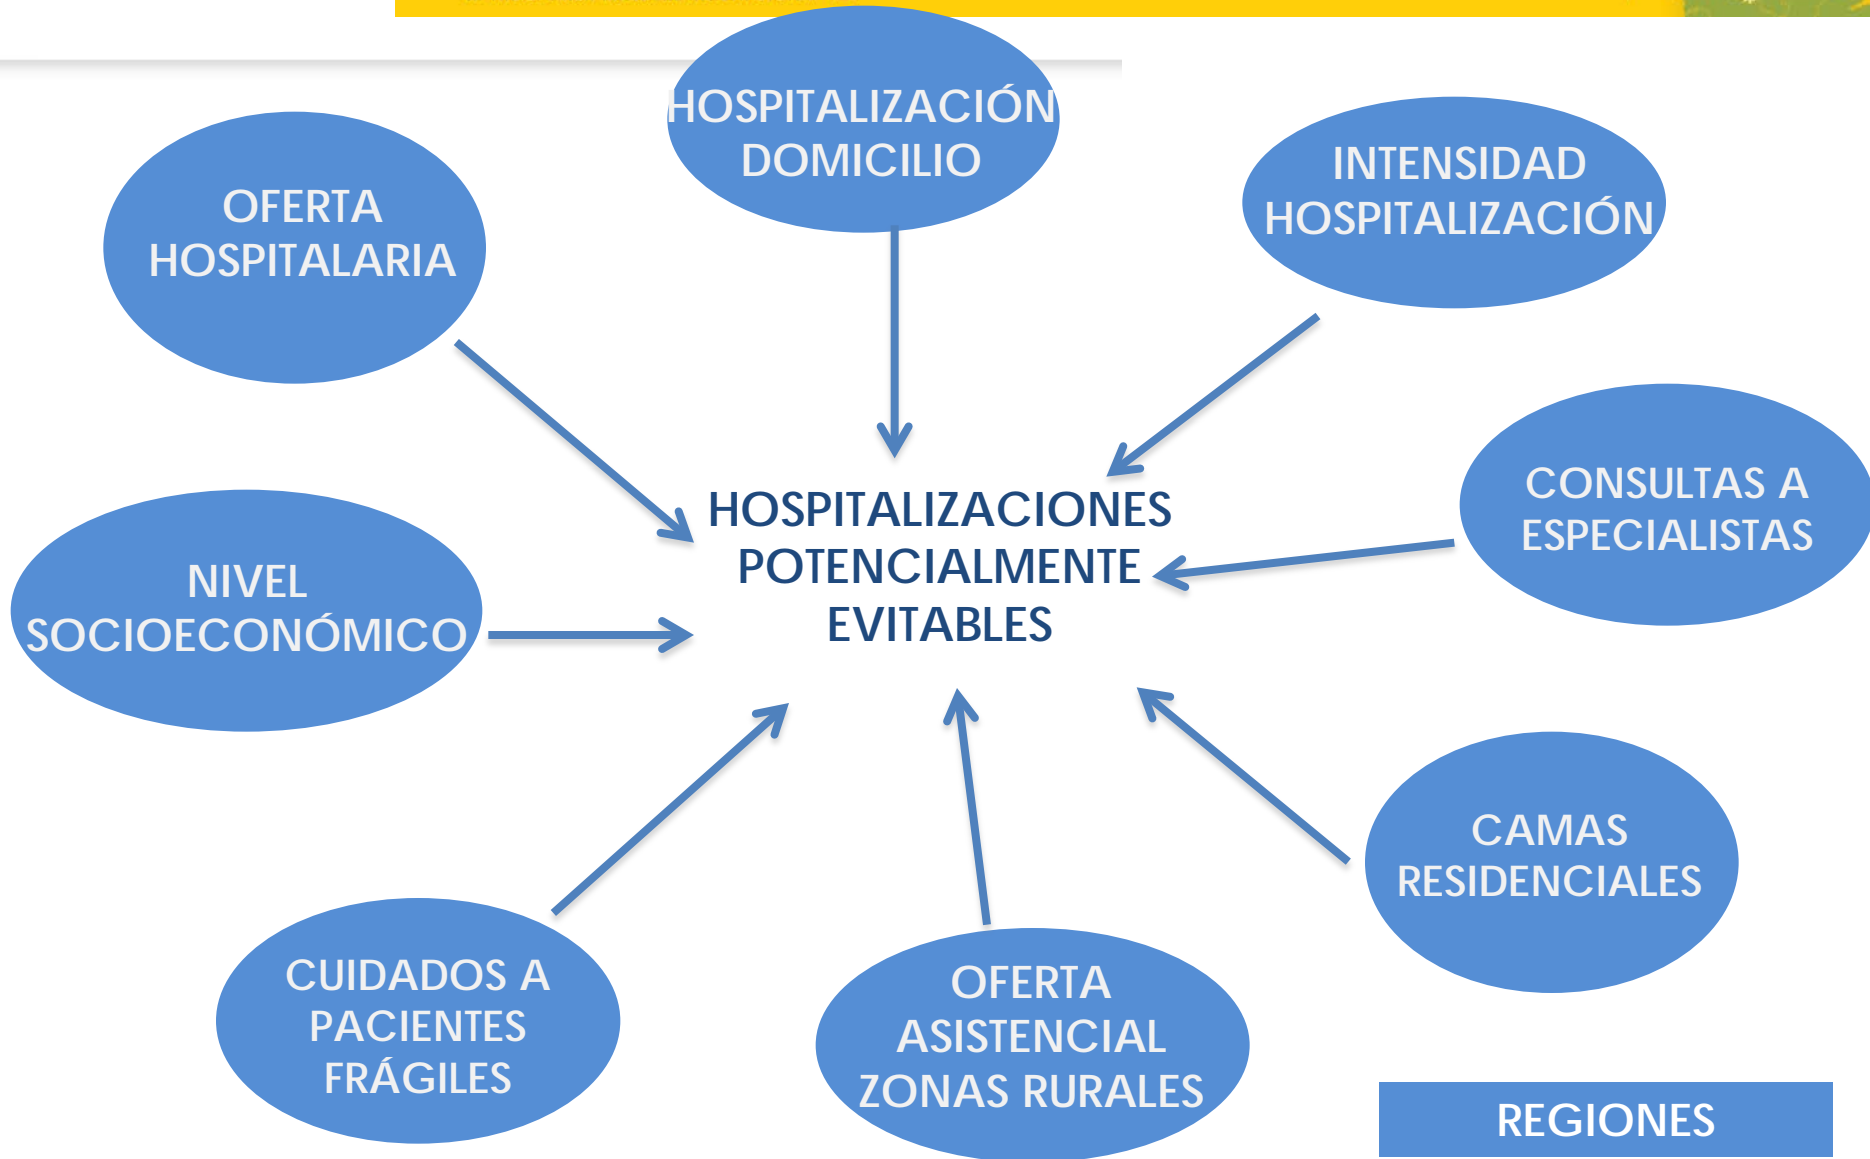 HOSPITALIZACIÓN
DOMICILIO
OFERTA
HOSPITALARIA
INTENSIDAD
HOSPITALIZACIÓN
NIVEL
SOCIOECONÓMICO
HOSPITALIZACIONES
POTENCIALMENTE
EVITABLES
CONSULTAS A
ESPECIALISTAS
CAMAS
RESIDENCIALES
CUIDADOS A
PACIENTES
FRÁGILES
OFERTA
ASISTENCIAL
ZONAS RURALES
REGIONES